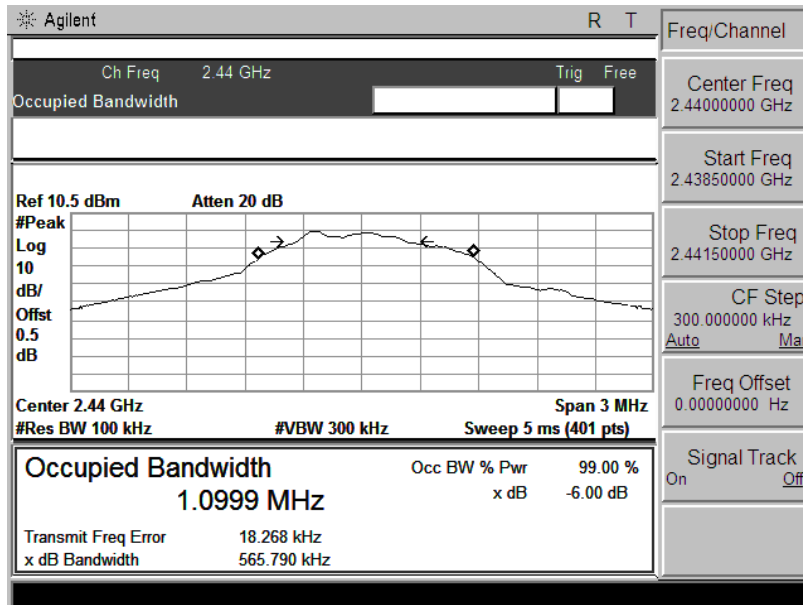 Agilent R T
Ch Freq 2.44 GHz Trig Free
Occupied Bandwidth
Ref 10.5 dBm Atten 20 dB
#Peak
Log
10
dB/
Offst
0.5
dB
Center 2.44 GHz Span 3 MHz
#Res BW 100 kHz #VBW 300 kHz Sweep 5 ms (401 pts)
Occupied Bandwidth
1.0999 MHz
Occ BW % Pwr 99.00 %
x dB -6.00 dB
Transmit Freq Error 18.268 kHz
x dB Bandwidth 565.790 kHz
Freq/Channel
Center Freq
2.44000000 GHz
Start Freq
2.43850000 GHz
Stop Freq
2.44150000 GHz
CF Step
300.000000 kHz
Auto Ma
Freq Offset
0.00000000 Hz
Signal Track
On Off